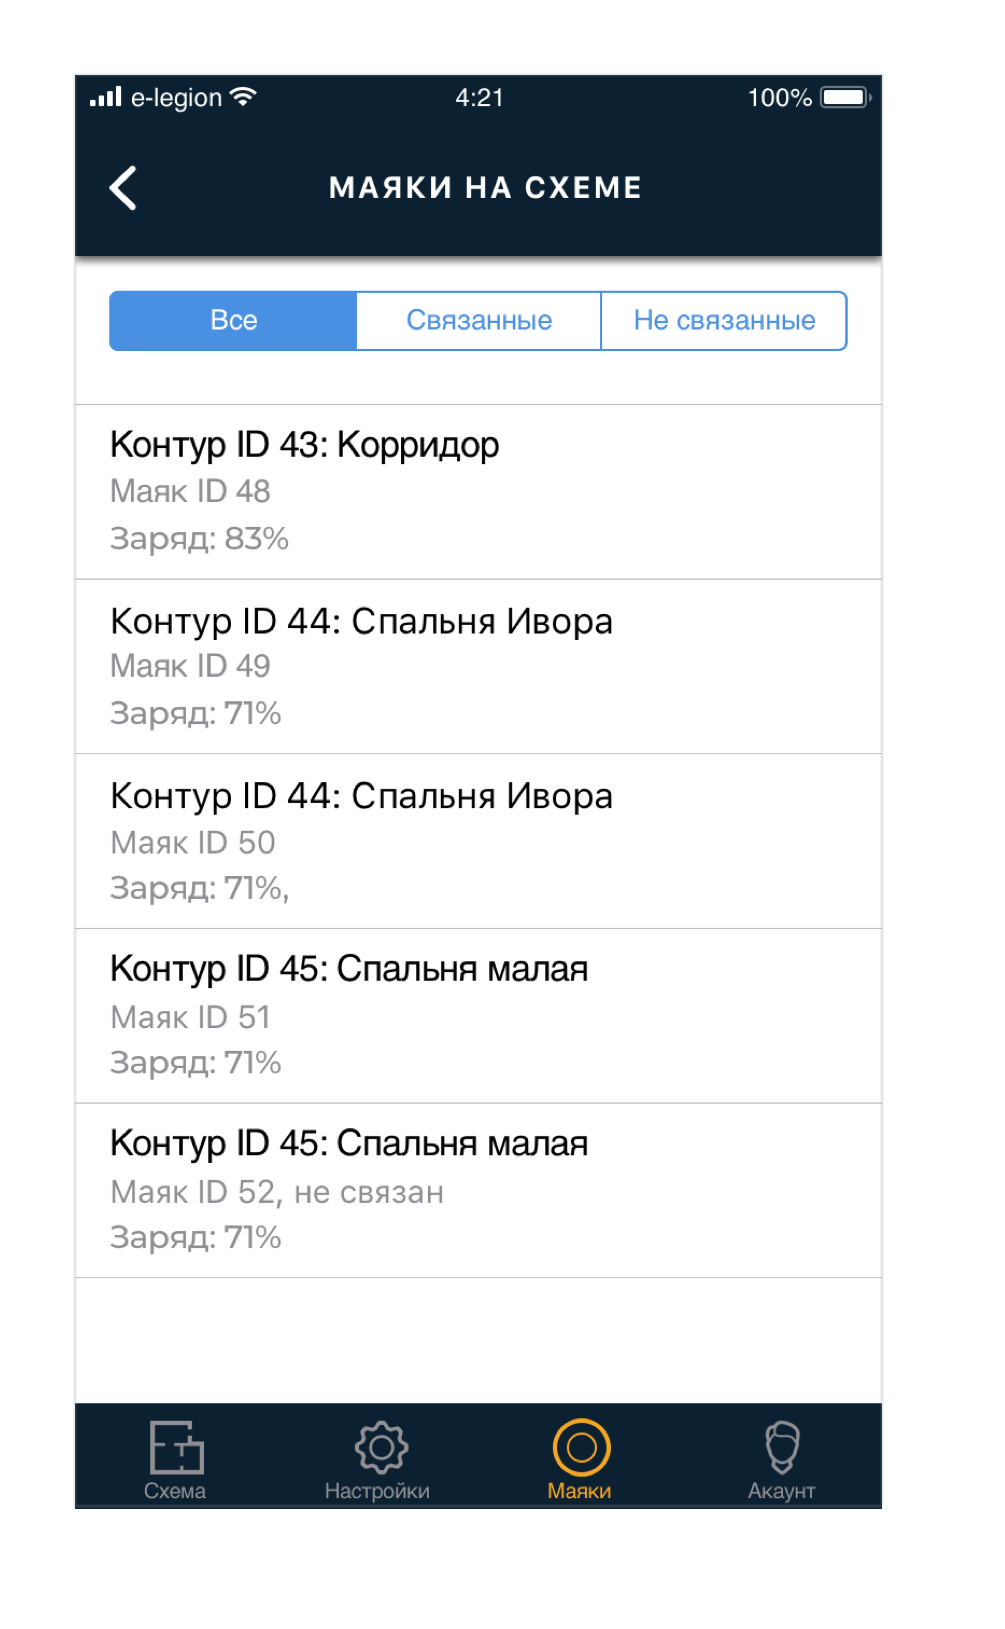 e-legion 4:21 100%
МАЯКИ НА СХЕМЕ
Все Связанные Не связанные
Контур ID 43: Корридор
Маяк ID 48
Заряд: 83%
Контур ID 44: Спальня Ивора
Маяк ID 49
Заряд: 71%
Контур ID 44: Спальня Ивора
Маяк ID 50
Заряд: 71%,
Контур ID 45: Спальня малая
Маяк ID 51
Заряд: 71%
Контур ID 45: Спальня малая
Маяк ID 52, не связан
Заряд: 71%
Схема Настройки Маяки Акаунт